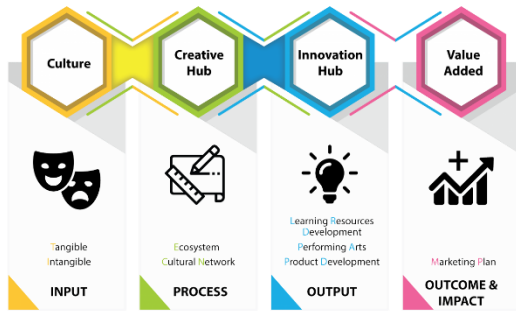 Culture
Creative
Hub
Innovation
Hub
Value
Added
Tangible
Intangible
INPUT
Ecosystem
Cultural Network
PROCESS
Learning Resources
Development
Performing Arts
Product Development
OUTPUT
Marketing Plan
OUTCOME &
IMPACT